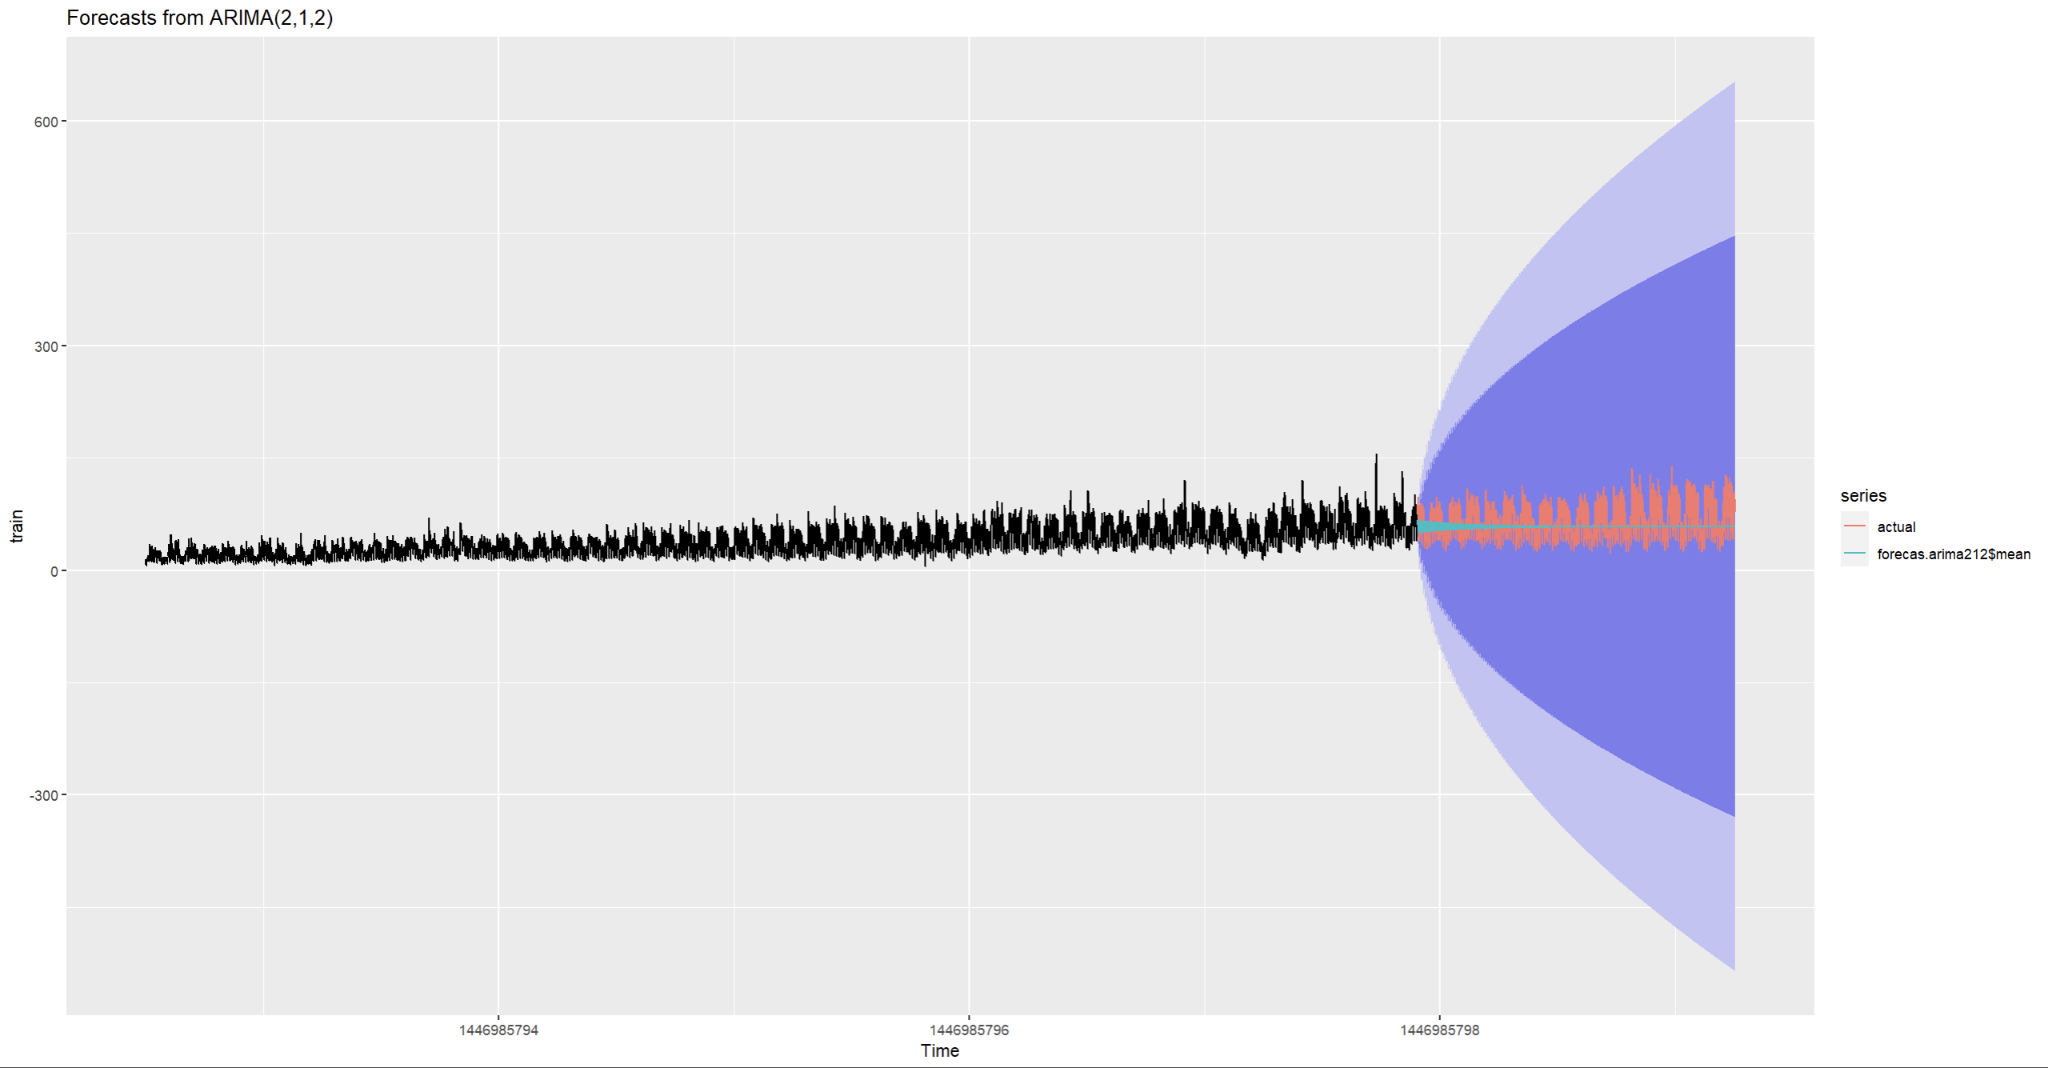 Forecasts from ARIMA(2,1,2)
600
300
0
-300
train
1446985794
1446985796
1446985798
Time
series
actual
forecas.arima212$mean